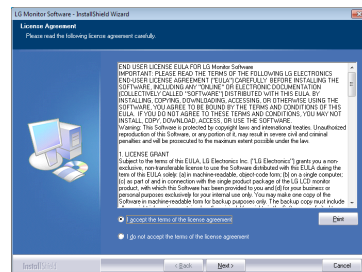 LG Monitor Software - InstallShield Wizard
License Agreement
Please read the following license agreement carefully.
END USER LICENSE EULA FOR LG Monitor Software
IMPORTANT: PLEASE READ THE TERMS OF THE FOLLOWING LG ELECTRONICS
END-USER LICENSE AGREEMENT ("EULA") CAREFULLY BEFORE INSTALLING THE
SOFTWARE, INCLUDING ANY "ONLINE" OR ELECTRONIC DOCUMENTATION
(COLLECTIVELY CALLED "SOFTWARE") DISTRIBUTED WITH THIS EULA. BY
INSTALLING, COPYING, DOWNLOADING, ACCESSING, OR OTHERWISE USING THE
SOFTWARE, YOU AGREE TO BE BOUND BY THE TERMS AND CONDITIONS OF THIS
EULA. IF YOU DO NOT AGREE TO THESE TERMS AND CONDITIONS, YOU MAY NOT
INSTALL, COPY, DOWNLOAD, ACCESS, OR USE THE SOFTWARE.
Warning: This Software is protected by copyright laws and international treaties. Unauthorized
reproduction of this Software, or any portion of it, may result in severe civil and criminal
penalties and will be prosecuted to the maximum extent possible under the law.
1. LICENSE GRANT
Subject to the terms of this EULA, LG Electronics Inc. ("LG Electronics") grants you a non-
exclusive, non-transferable license to use the Software distributed with this EULA during the
term of this EULA solely: (a) in machine-readable, object-code form; (b) on a single computer;
(c) as part of and in connection with the single product package of the LG LCD monitor
product, with which the Software has been provided to you and (d) for your business or
personal purposes exclusively for your internal use only. You may make one copy of the
Software in machine-readable form for backup purposes only. The backup copy must include
I accept the terms of the license agreement
Print
I do not accept the terms of the license agreement
InstallShield
< Back
Next >
Cancel